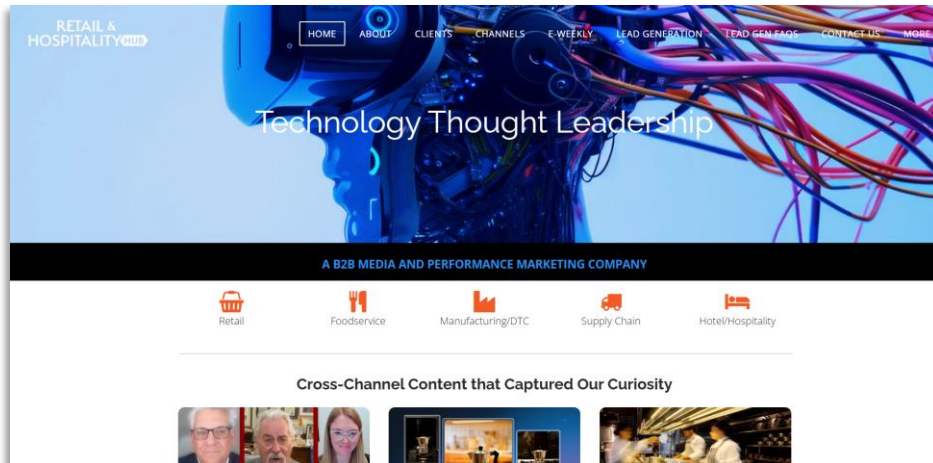 RETAIL &
HOSPITALITY HUB
HOME ABOUT CLIENTS CHANNELS E-WEEKLY LEAD GENERATION LEAD GEN FAQS CONTACT US MORE
Technology Thought Leadership
A B2B MEDIA AND PERFORMANCE MARKETING COMPANY
Retail Foodservice Manufacturing/DTC Supply Chain Hotel/Hospitality
Cross-Channel Content that Captured Our Curiosity